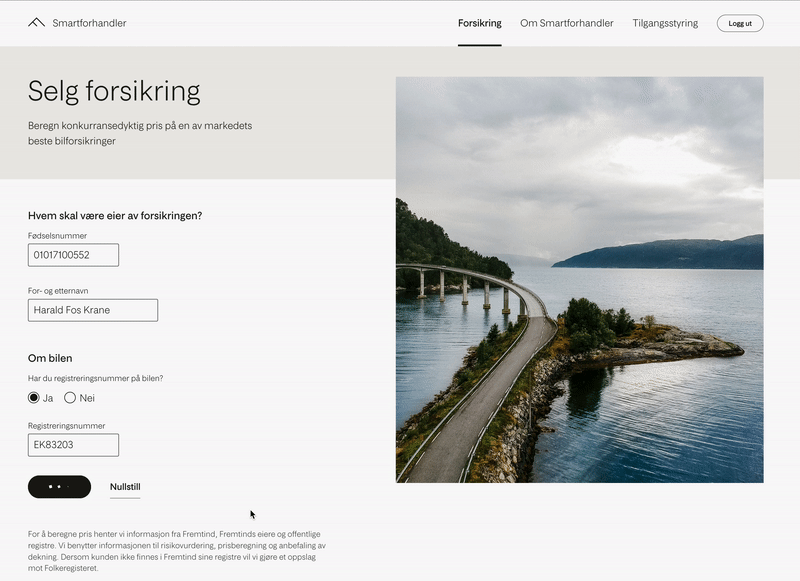 Smartforhandler
Forsikring
Om Smartforhandler
Tilgangsstyring
Logg ut
Selg forsikring
Beregn konkurransedyktig pris på en av markedets
beste bilforsikringer
Hvem skal være eier av forsikringen?
Fødselsnummer
01017100552
For- og etternavn
Harald Fos Krane
Om bilen
Har du registreringsnummer på bilen?
Ja
Nei
Registreringsnummer
EK83203
Nullstill
For å beregne pris henter vi informasjon fra Fremtind, Fremtinds eiere og offentlige
registre. Vi benytter informasjonen til risikovurdering, prisberegning og anbefaling av
dekning. Dersom kunden ikke finnes i Fremtind sine registre vil vi gjøre et oppslag
mot Folkeregisteret.